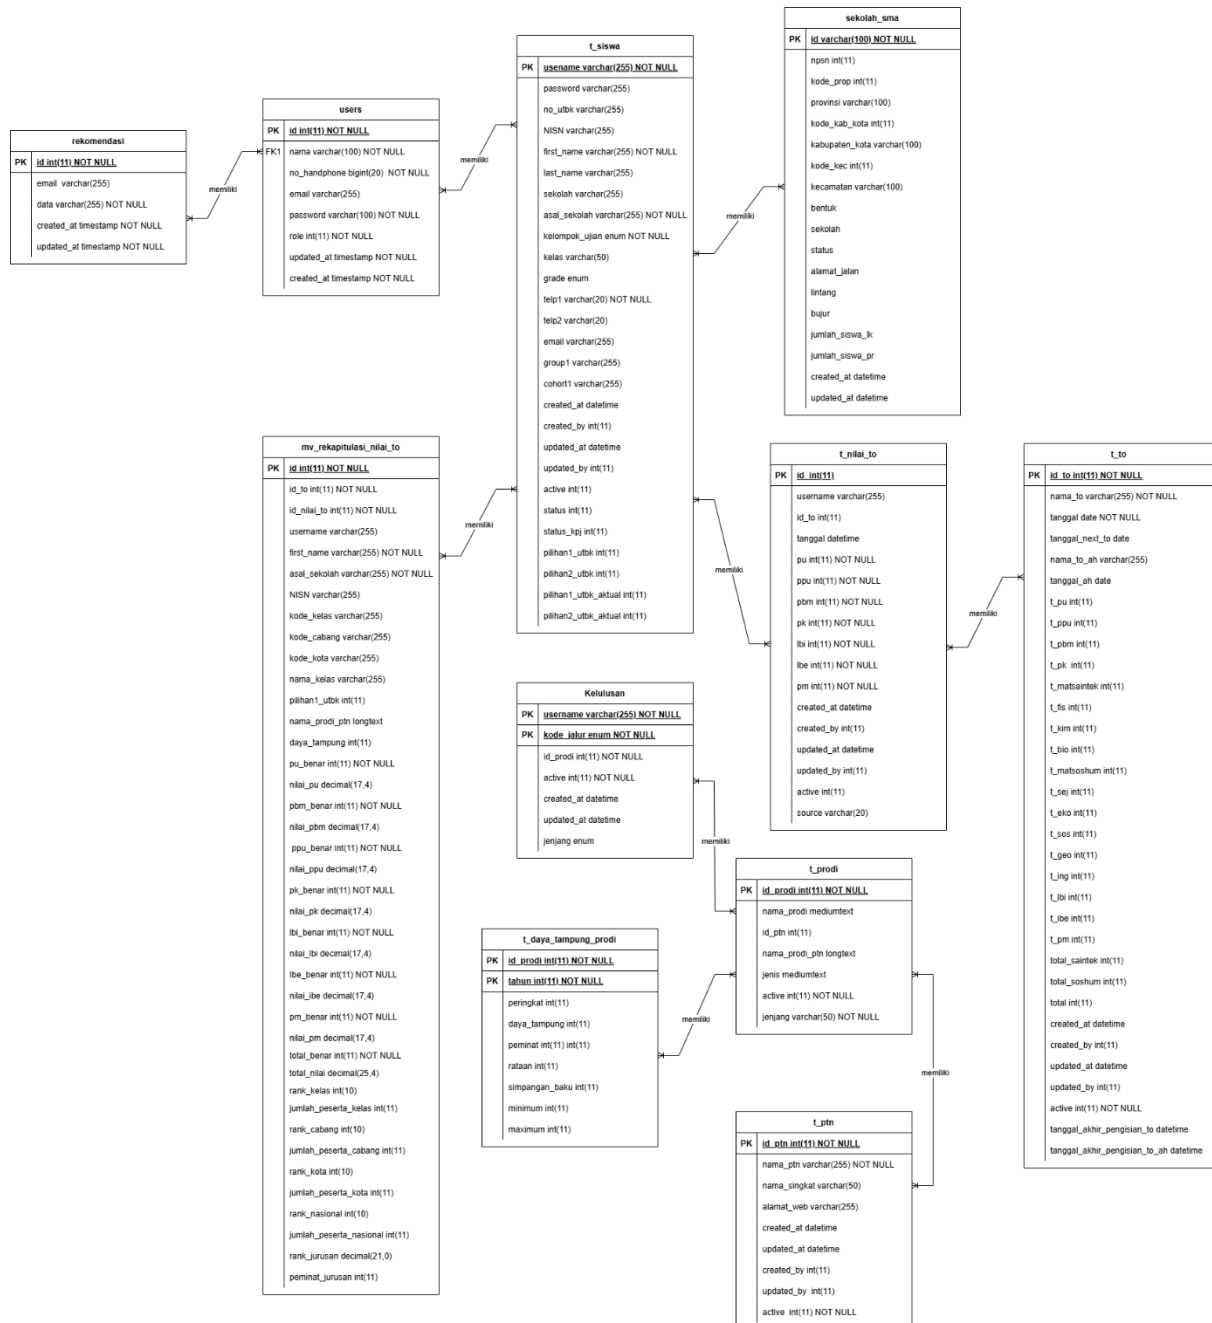 rekomendasi
PK id int(11) NOT NULL
email varchar(255)
data varchar(255) NOT NULL
created_at timestamp NOT NULL
updated_at timestamp NOT NULL
memiliki
users
PK id int(11) NOT NULL
FK1 nama varchar(100) NOT NULL
no_handphone bigint(20) NOT NULL
email varchar(255)
password varchar(100) NOT NULL
role int(11) NOT NULL
updated_at timestamp NOT NULL
created_at timestamp NOT NULL
memiliki
t_siswa
PK usename varchar(255) NOT NULL
password varchar(255)
no_utbk varchar(255)
NISN varchar(255)
first_name varchar(255) NOT NULL
last_name varchar(255)
sekolah varchar(255)
asal_sekolah varchar(255) NOT NULL
kelompok_ujian enum NOT NULL
kelas varchar(50)
grade enum
telp1 varchar(20) NOT NULL
telp2 varchar(20)
email varchar(255)
group1 varchar(255)
cohort1 varchar(255)
created_at datetime
created_by int(11)
updated_at datetime
updated_by int(11)
active int(11)
status int(11)
status_kpj int(11)
pilihan1_utbk int(11)
pilihan2_utbk int(11)
pilihan1_utbk_aktual int(11)
pilihan2_utbk_aktual int(11)
memiliki
sekolah_sma
PK id varchar(100) NOT NULL
npsn int(11)
kode_prop int(11)
provinsi varchar(100)
kode_kab_kota int(11)
kabupaten_kota varchar(100)
kode_kec int(11)
kecamatan varchar(100)
bentuk
sekolah
status
alamat_jalan
lintang
bujur
jumlah_siswa_lk
jumlah_siswa_pr
created_at datetime
updated_at datetime
mv_rekapitulasi_nilai_to
PK id int(11) NOT NULL
id_to int(11) NOT NULL
id_nilai_to int(11) NOT NULL
username varchar(255)
first_name varchar(255) NOT NULL
asal_sekolah varchar(255) NOT NULL
NISN varchar(255)
kode_kelas varchar(255)
kode_cabang varchar(255)
kode_kota varchar(255)
nama_kelas varchar(255)
pilihan1_utbk int(11)
nama_prodi_ptn longtext
daya_tampung int(11)
pu_benar int(11) NOT NULL
nilai_pu decimal(17,4)
pbm_benar int(11) NOT NULL
nilai_pbm decimal(17,4)
ppu_benar int(11) NOT NULL
nilai_ppu decimal(17,4)
pk_benar int(11) NOT NULL
nilai_pk decimal(17,4)
lbi_benar int(11) NOT NULL
nilai_lbi decimal(17,4)
lbe_benar int(11) NOT NULL
nilai_ibe decimal(17,4)
pm_benar int(11) NOT NULL
nilai_pm decimal(17,4)
total_benar int(11) NOT NULL
total_nilai decimal(25,4)
rank_kelas int(10)
jumlah_peserta_kelas int(11)
rank_cabang int(10)
jumlah_peserta_cabang int(11)
rank_kota int(10)
jumlah_peserta_kota int(11)
rank_nasional int(10)
jumlah_peserta_nasional int(11)
rank_jurusan decimal(21,0)
peminat_jurusan int(11)
memiliki
memiliki
t_nilai_to
PK id int(11)
username varchar(255)
id_to int(11)
tanggal datetime
pu int(11) NOT NULL
ppu int(11) NOT NULL
pbm int(11) NOT NULL
pk int(11) NOT NULL
lbi int(11) NOT NULL
lbe int(11) NOT NULL
pm int(11) NOT NULL
created_at datetime
created_by int(11)
updated_at datetime
updated_by int(11)
active int(11)
source varchar(20)
memiliki
t_to
PK id_to int(11) NOT NULL
nama_to varchar(255) NOT NULL
tanggal date NOT NULL
tanggal_next_to date
nama_to_ah varchar(255)
tanggal_ah date
t_pu int(11)
t_ppu int(11)
t_pbm int(11)
t_pk int(11)
t_matsaintek int(11)
t_fis int(11)
t_kim int(11)
t_bio int(11)
t_matsoshum int(11)
t_sej int(11)
t_eko int(11)
t_sos int(11)
t_geo int(11)
t_ing int(11)
t_lbi int(11)
t_ibe int(11)
t_pm int(11)
total_saintek int(11)
total_soshum int(11)
total int(11)
created_at datetime
created_by int(11)
updated_at datetime
updated_by int(11)
active int(11) NOT NULL
tanggal_akhir_pengisian_to datetime
tanggal_akhir_pengisian_to_ah datetime
Kelulusan
PK username varchar(255) NOT NULL
PK kode_jalur enum NOT NULL
id_prodi int(11) NOT NULL
active int(11) NOT NULL
created_at datetime
updated_at datetime
jenjang enum
memiliki
t_prodi
PK id_prodi int(11) NOT NULL
nama_prodi mediumtext
id_ptn int(11)
nama_prodi_ptn longtext
jenis mediumtext
active int(11) NOT NULL
jenjang varchar(50) NOT NULL
t_daya_tampung_prodi
PK id_prodi int(11) NOT NULL
PK tahun int(11) NOT NULL
peringkat int(11)
daya_tampung int(11)
peminat int(11) int(11)
rataan int(11)
simpangan_baku int(11)
minimum int(11)
maximum int(11)
memiliki
memiliki
t_ptn
PK id_ptn int(11) NOT NULL
nama_ptn varchar(255) NOT NULL
nama_singkat varchar(50)
alamat_web varchar(255)
created_at datetime
updated_at datetime
created_by int(11)
updated_by int(11)
active int(11) NOT NULL